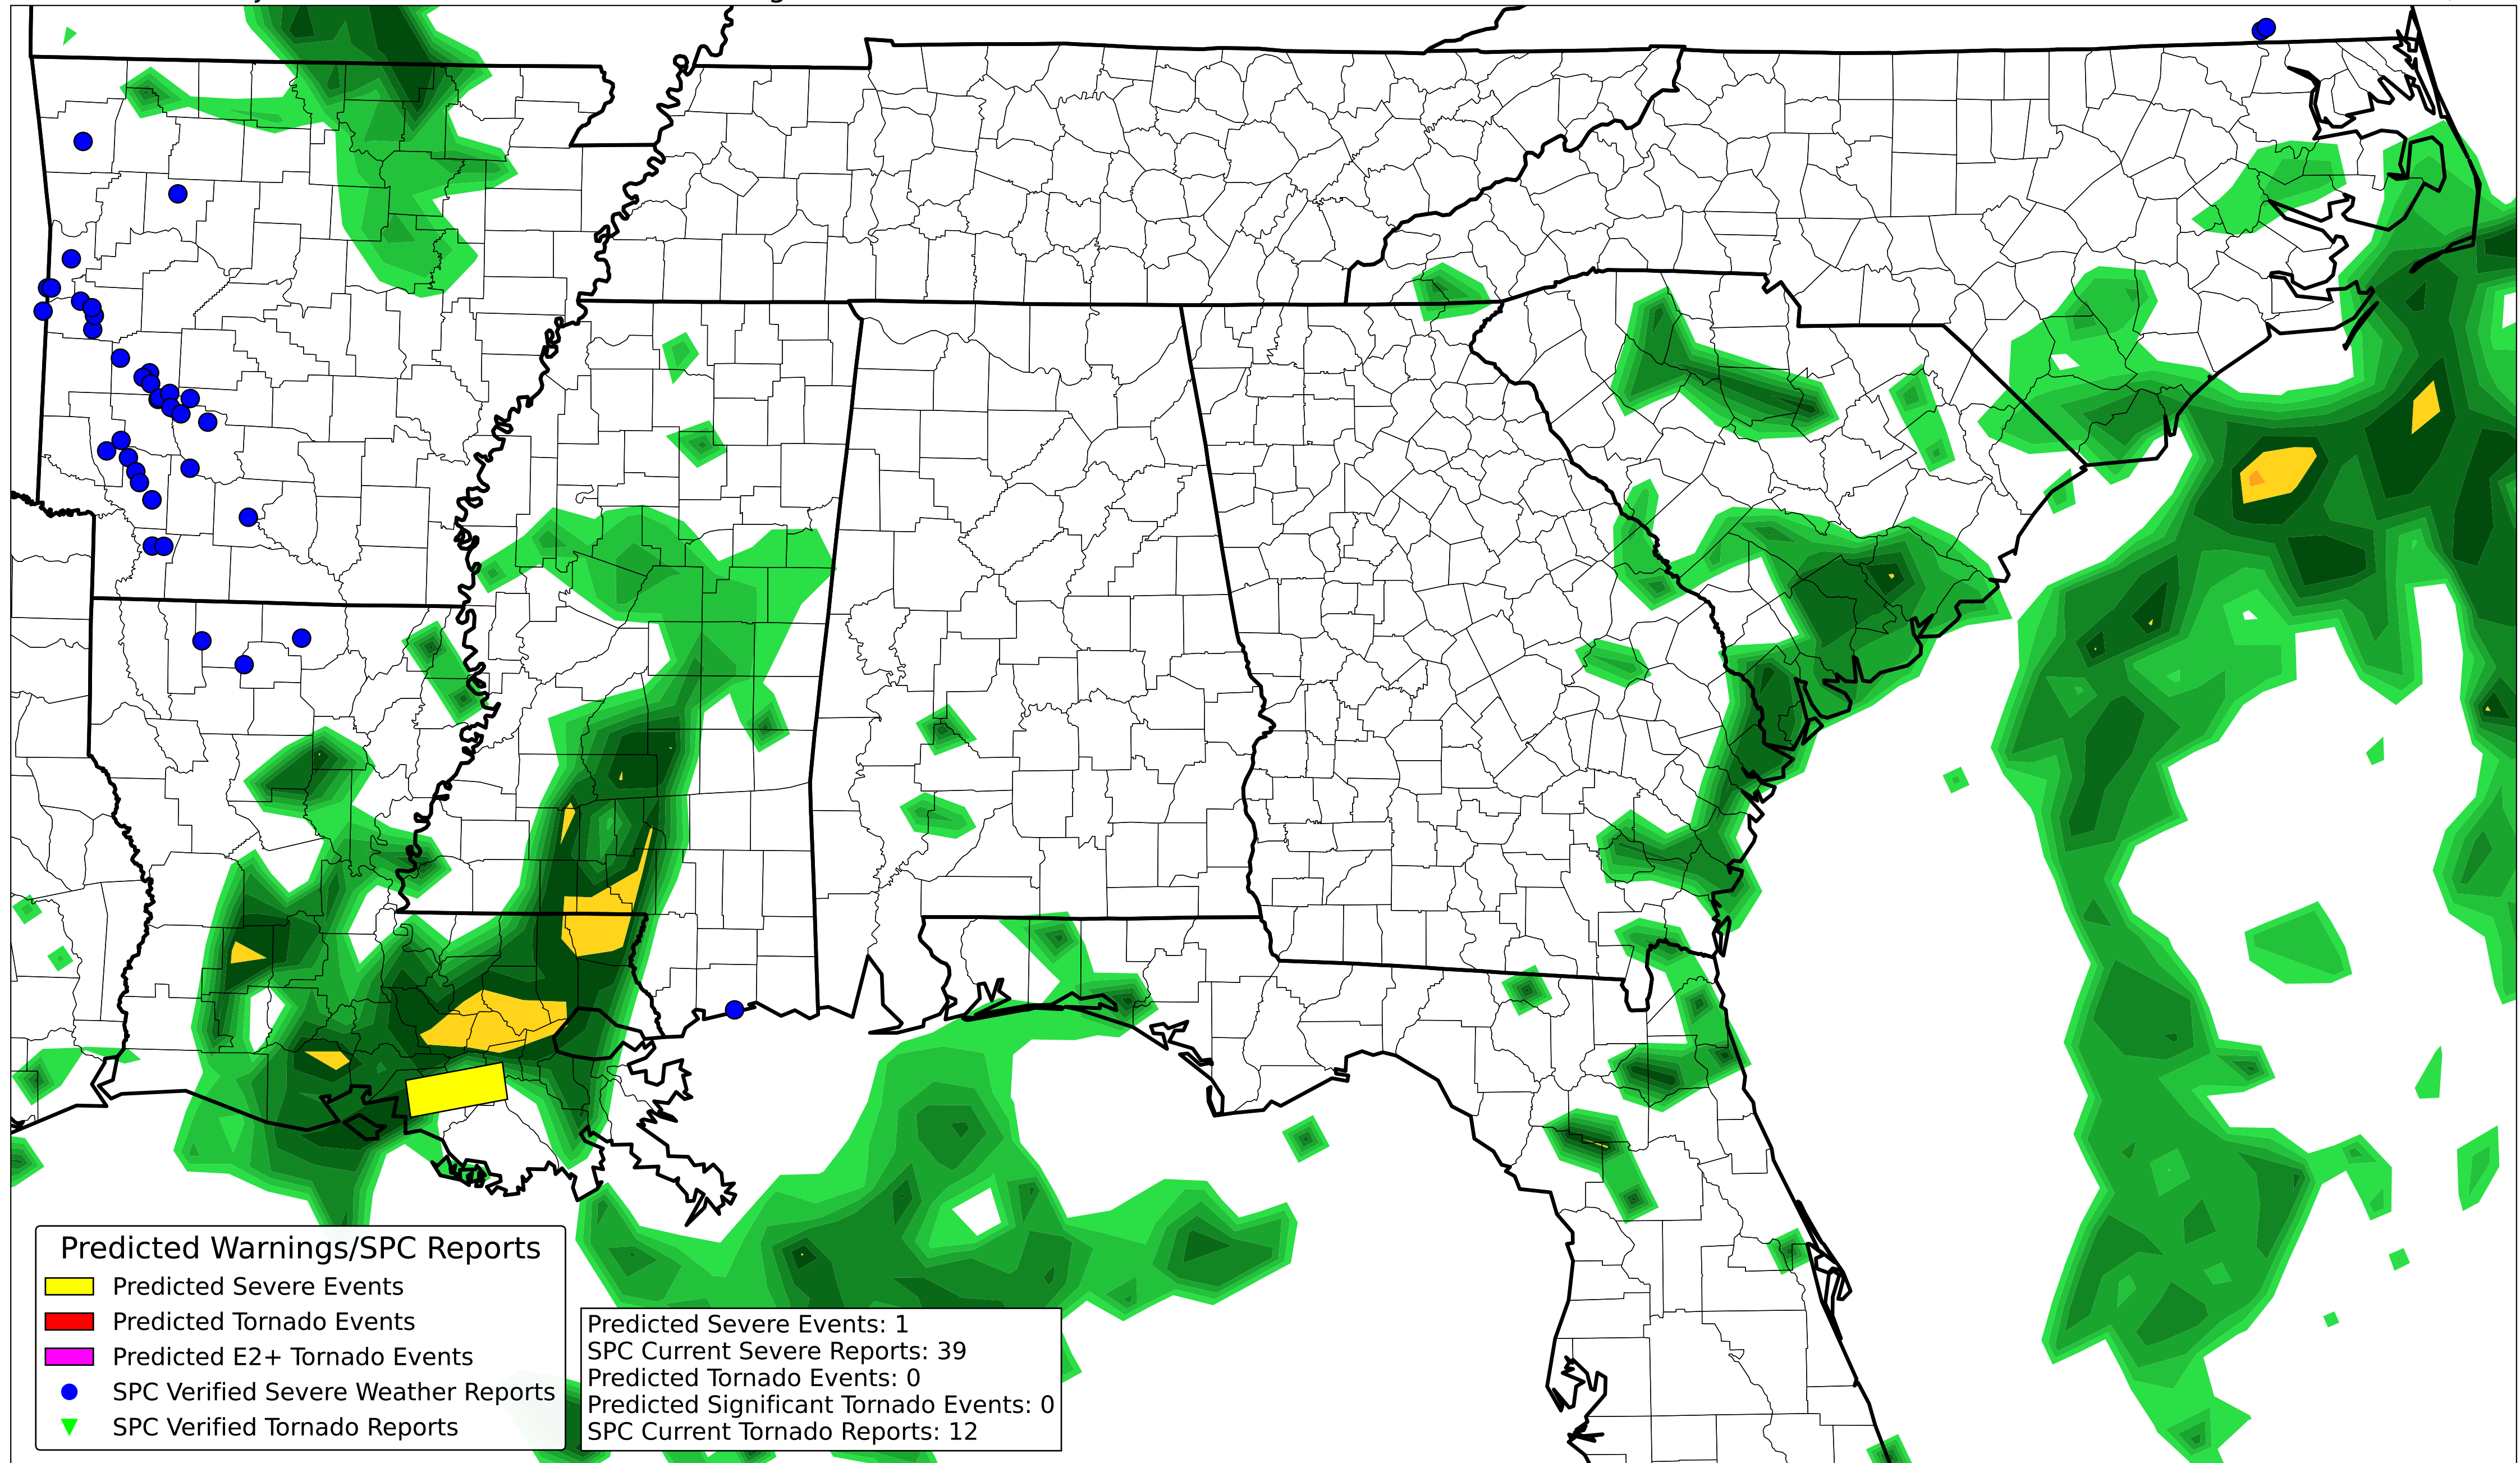 Predicted Warnings/SPC Reports
Predicted Severe Events
Predicted Tornado Events
Predicted E2+ Tornado Events
SPC Verified Severe Weather Reports
SPC Verified Tornado Reports
Predicted Severe Events: 1
SPC Current Severe Reports: 39
Predicted Tornado Events: 0
Predicted Significant Tornado Events: 0
SPC Current Tornado Reports: 12